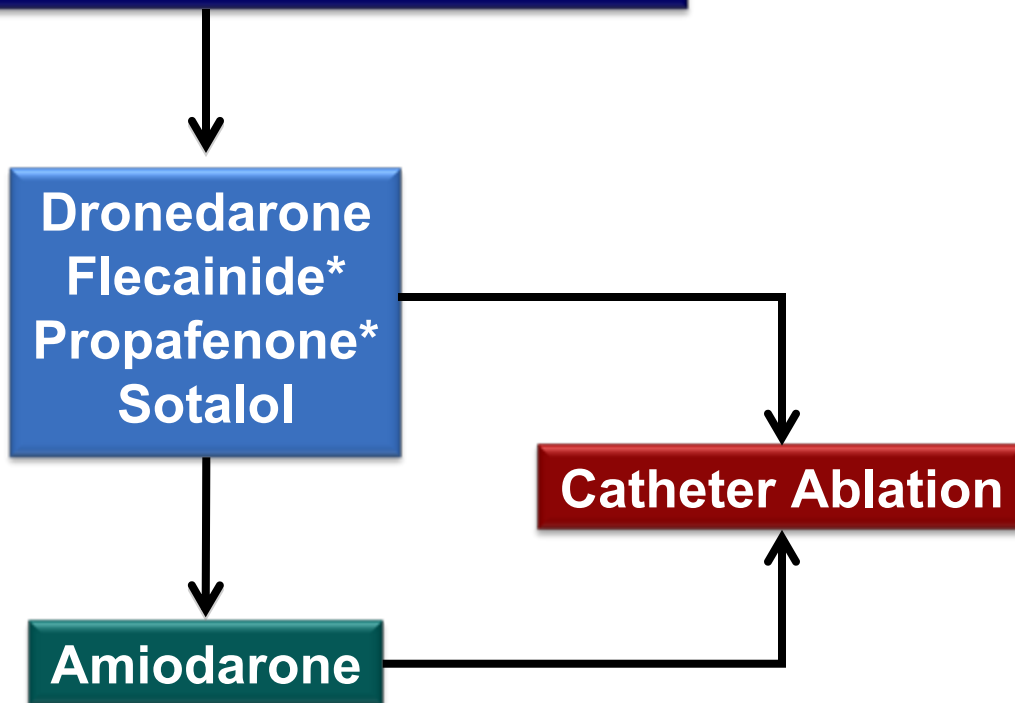 Dronedarone
Flecainide*
Propafenone*
Sotalol
Catheter Ablation
Amiodarone